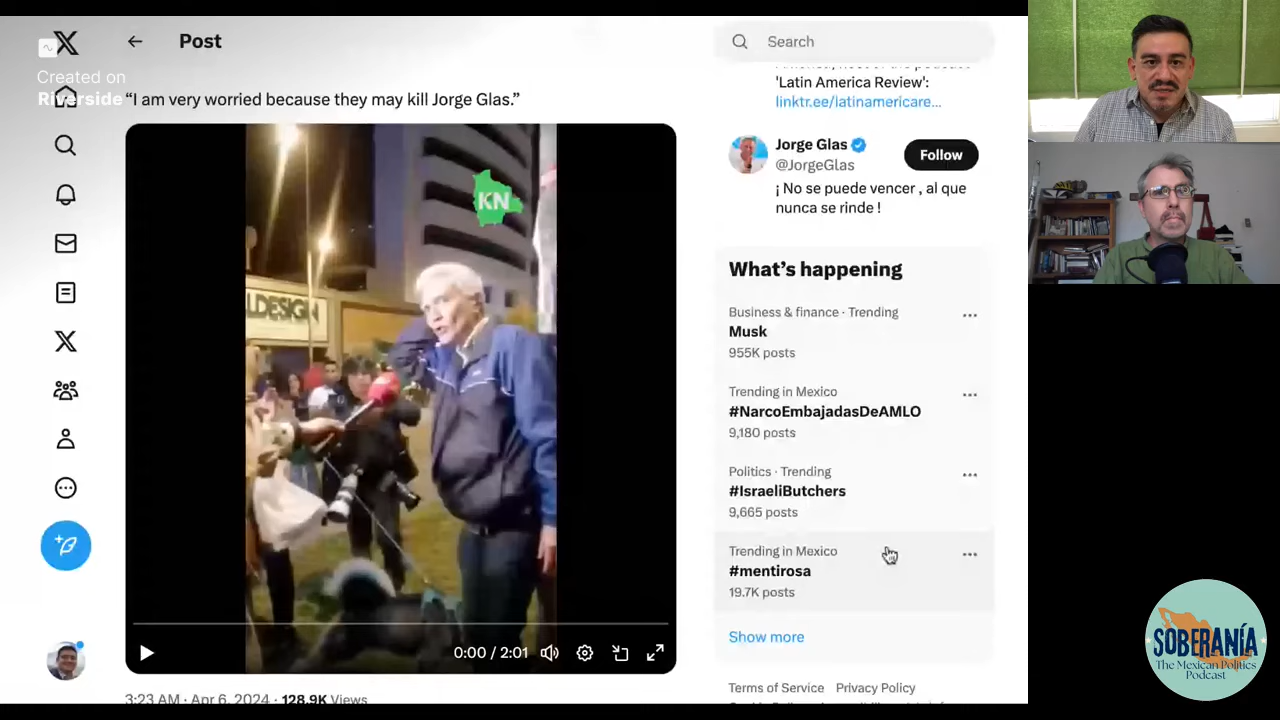 Post
Search
Created on
Riverside
“I am very worried because they may kill Jorge Glas.”
'Latin America Review':
linktr.ee/latinamericare...
Jorge Glas
@JorgeGlas
Follow
¡ No se puede vencer , al que
nunca se rinde !
KN
LDESIGN
What's happening
Business & finance · Trending
Musk
955K posts
Trending in Mexico
#NarcoEmbajadasDeAMLO
9,180 posts
Politics · Trending
#IsraeliButchers
9,665 posts
Trending in Mexico
#mentirosa
19.7K posts
Show more
0:00 / 2:01
3:23 AM · Apr 6, 2024 · 128.9K Views
Terms of Service Privacy Policy
SOBERANÍA
The Mexican Politics
Podcast